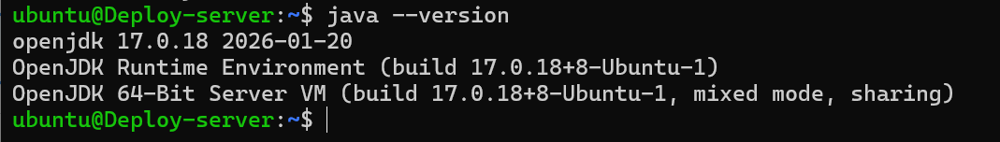 ubuntu@Deploy-server:~$ java --version
openjdk 17.0.18 2026-01-20
OpenJDK Runtime Environment (build 17.0.18+8-Ubuntu-1)
OpenJDK 64-Bit Server VM (build 17.0.18+8-Ubuntu-1, mixed mode, sharing)
ubuntu@Deploy-server:~$